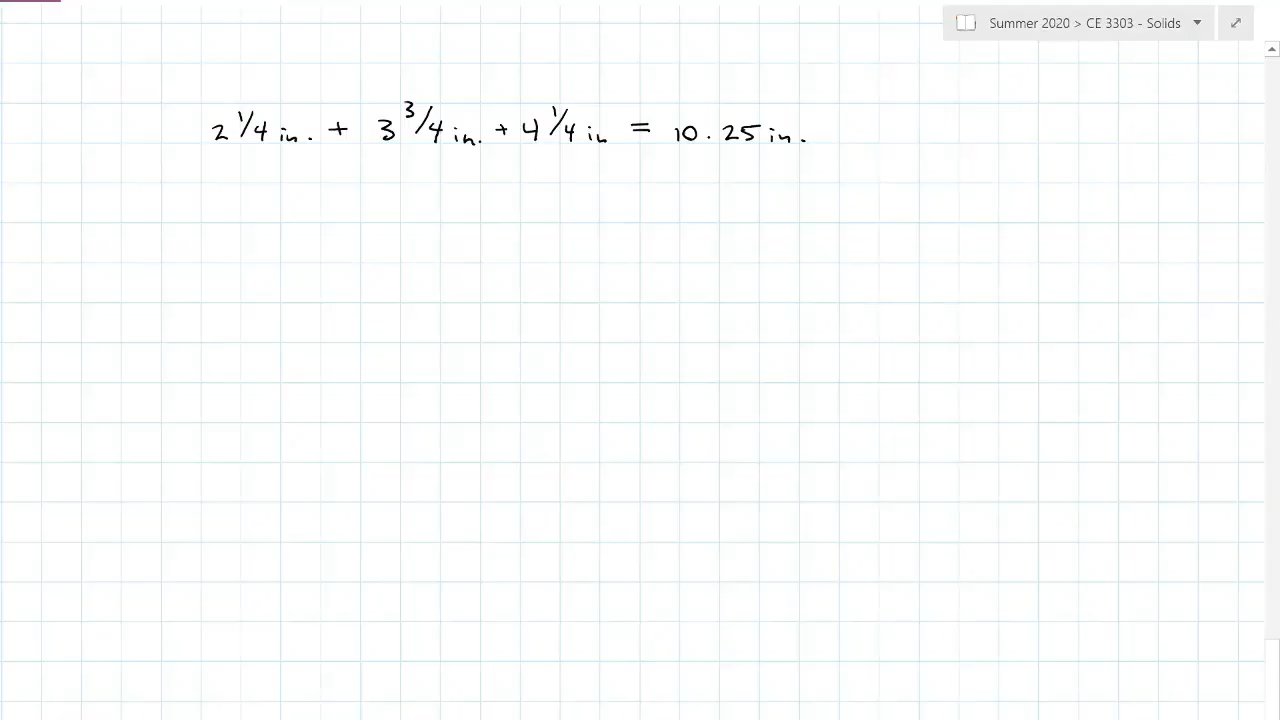 Summer 2020 > CE 3303 - Solids
2 1/4 in. + 3 3/4 in. + 4 1/4 in = 10.25 in.